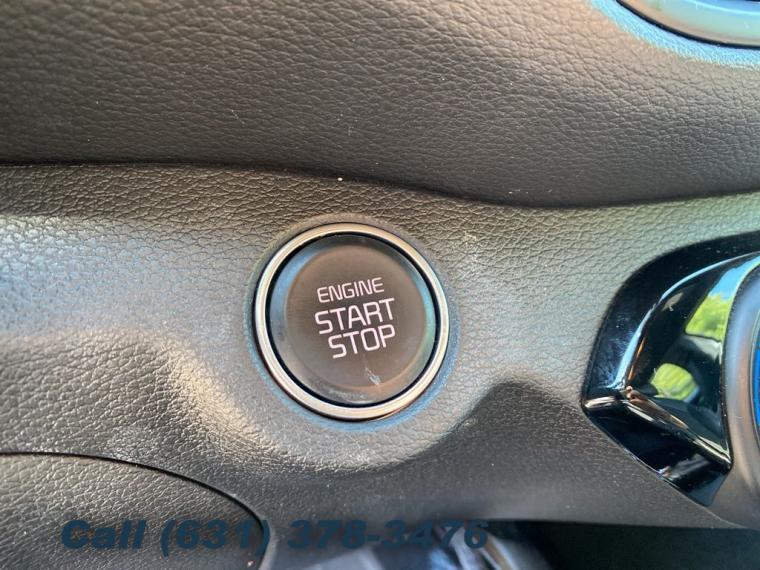 ENGINE
START
STOP
Call (631) 378-3476